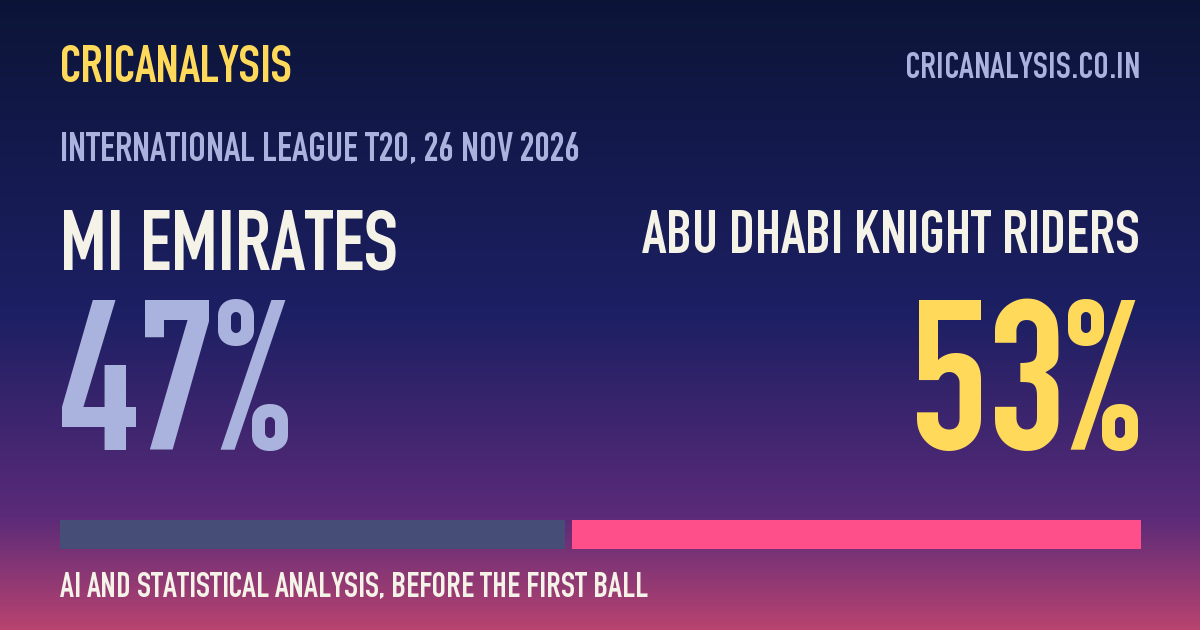 CRICANALYSIS
CRICANALYSIS.CO.IN
INTERNATIONAL LEAGUE T20, 26 NOV 2026
MI EMIRATES
ABU DHABI KNIGHT RIDERS
47%
53%
AI AND STATISTICAL ANALYSIS, BEFORE THE FIRST BALL